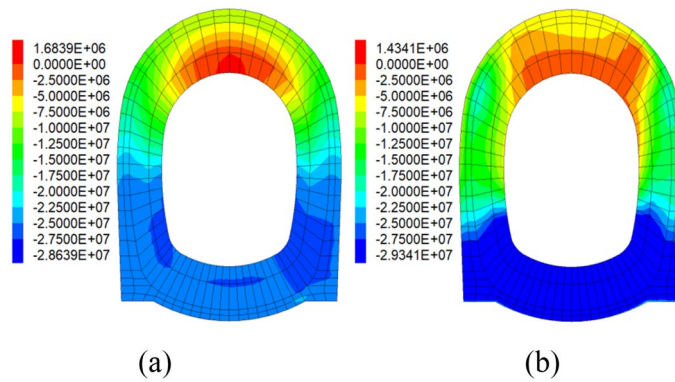 1.6839E+06
0.0000E+00
-2.5000E+06
-5.0000E+06
-7.5000E+06
-1.0000E+07
-1.2500E+07
-1.5000E+07
-1.7500E+07
-2.0000E+07
-2.2500E+07
-2.5000E+07
-2.7500E+07
-2.8639E+07
1.4341E+06
0.0000E+00
-2.5000E+06
-5.0000E+06
-7.5000E+06
-1.0000E+07
-1.2500E+07
-1.5000E+07
-1.7500E+07
-2.0000E+07
-2.2500E+07
-2.5000E+07
-2.7500E+07
-2.9341E+07
(a)
(b)